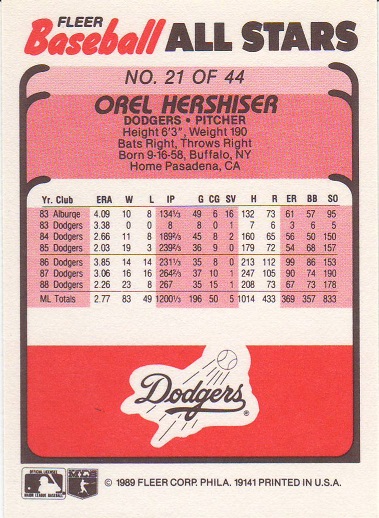 FLEER
Baseball ALL STARS
NO. 21 OF 44
OREL HERSHISER
DODGERS • PITCHER
Height 6'3", Weight 190
Bats Right, Throws Right
Born 9-16-58, Buffalo, NY
Home Pasadena, CA
Yr. Club ERA W L IP G CG SV H R ER BB SO
83 Alburqe 4.09 10 8 134⅓ 49 6 16 132 73 61 57 95
83 Dodgers 3.38 0 0 8 8 0 1 7 6 3 6 5
84 Dodgers 2.66 11 8 189⅔ 45 8 2 160 65 56 50 150
85 Dodgers 2.03 19 3 239⅔ 36 9 0 179 72 54 68 157
86 Dodgers 3.85 14 14 231⅓ 35 8 0 213 112 99 86 153
87 Dodgers 3.06 16 16 264⅔ 37 10 1 247 105 90 74 190
88 Dodgers 2.26 23 8 267 35 15 1 208 73 67 73 178
ML Totals 2.77 83 49 1200⅓ 196 50 5 1014 433 369 357 833
Dodgers ®
OFFICIAL LICENSEE
MAJOR LEAGUE BASEBALL
© 1989 FLEER CORP. PHILA. 19141 PRINTED IN U.S.A.